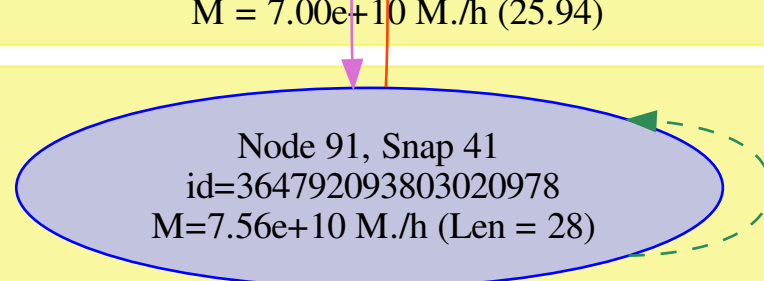 M = 7.00e+10 M./h (25.94)
Node 91, Snap 41
id=364792093803020978
M=7.56e+10 M./h (Len = 28)